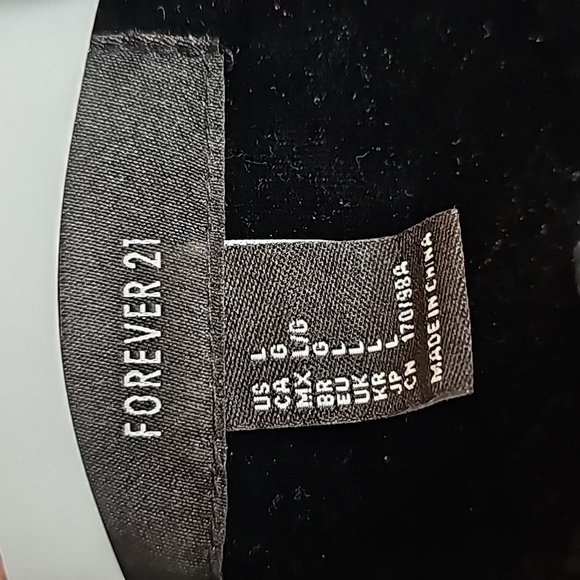 FOREVER 21
US L
CA G
MX L/G
BR G
EU L
UK L
KR L
JP L
CN 170/98A
MADE IN CHINA